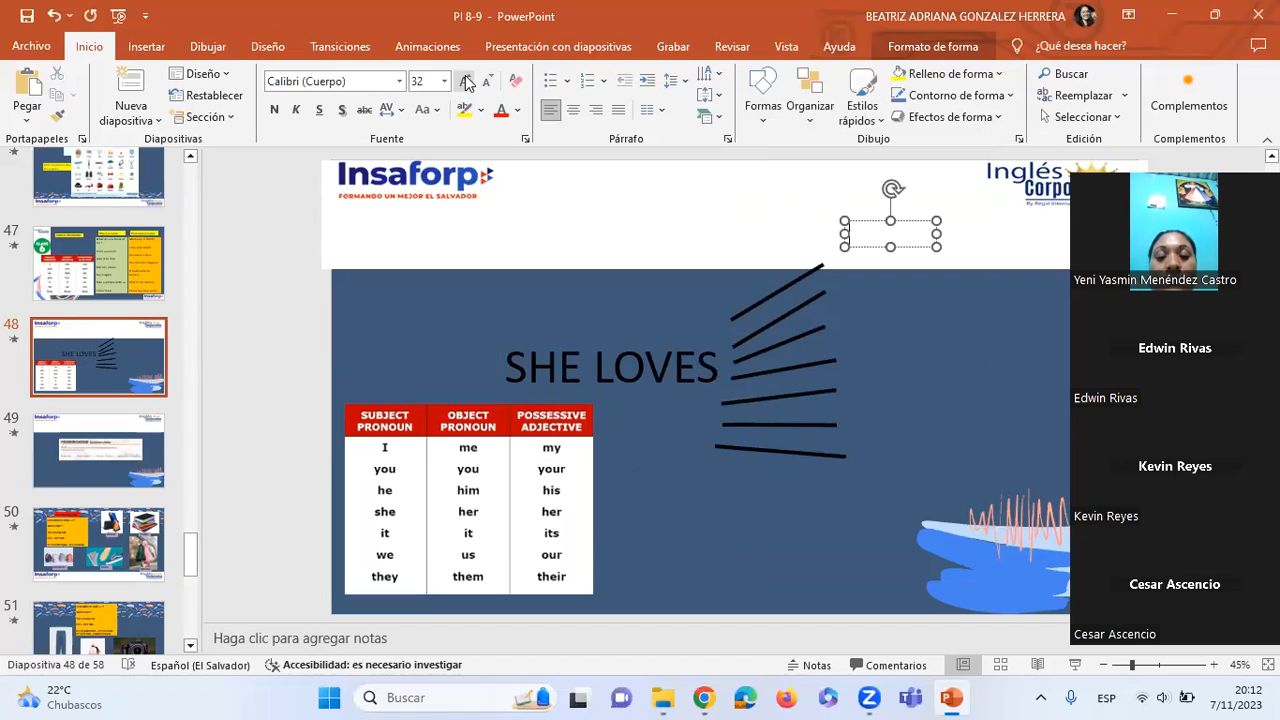 PI 8-9 - PowerPoint
BEATRIZ ADRIANA GONZALEZ HERRERA
Archivo Inicio Insertar Dibujar Diseño Transiciones Animaciones Presentación con diapositivas Grabar Revisar Vista Ayuda Formato de forma ¿Qué desea hacer?
Pegar
Portapapeles
Nueva diapositiva
Diseño
Restablecer
Sección
Diapositivas
Calibri (Cuerpo) 32
N K S S abc AV Aa A
Fuente
Párrafo
Formas
Organizar
Estilos rápidos
Relleno de forma
Contorno de forma
Efectos de forma
Dibujo
Buscar
Reemplazar
Seleccionar
Edición
Complementos
Complementos
47
48
49
50
51
Insaforp
FORMANDO UN MEJOR EL SALVADOR
Inglés
Corpo
By Regal Interna
SHE LOVES
SUBJECT PRONOUN OBJECT PRONOUN POSSESSIVE ADJECTIVE
I me my
you you your
he him his
she her her
it it its
we us our
they them their
Yeni Yasmin Menéndez Castro
Edwin Rivas
Edwin Rivas
Kevin Reyes
Kevin Reyes
Cesar Ascencio
Cesar Ascencio
Haga clic para agregar notas
Diapositiva 48 de 58 Español (El Salvador) Accesibilidad: es necesario investigar Notas Comentarios 45%
22°C
Chubascos
Buscar
ESP
20:12
7/11/2023